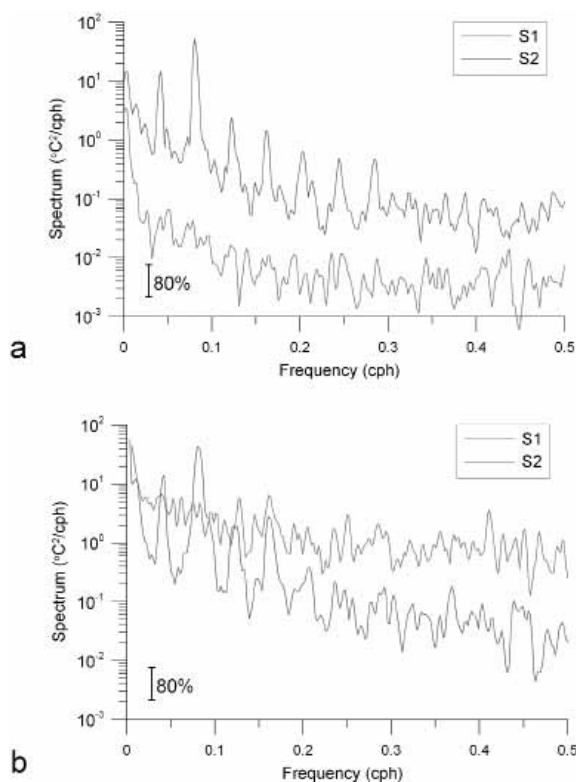 10²
S1
S2
10¹
10⁰
10⁻¹
10⁻²
10⁻³
Spectrum (°C²/cph)
80%
0 0.1 0.2 0.3 0.4 0.5
Frequency (cph)
a
10²
S1
S2
10¹
10⁰
10⁻¹
10⁻²
10⁻³
Spectrum (°C²/cph)
80%
0 0.1 0.2 0.3 0.4 0.5
Frequency (cph)
b